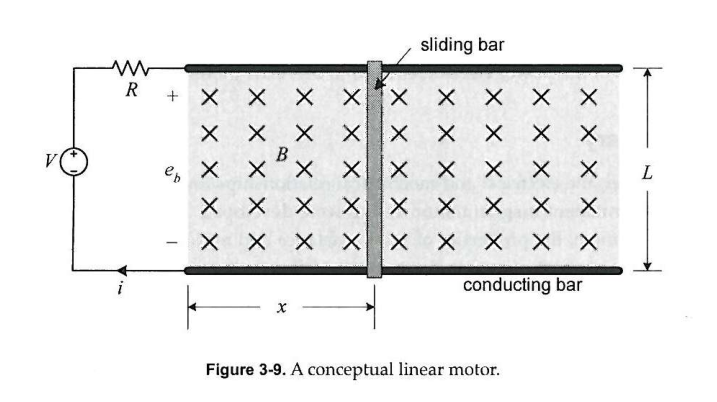 sliding bar
R
+
B
V
+
−
e_b
L
−
i
conducting bar
x
Figure 3-9. A conceptual linear motor.